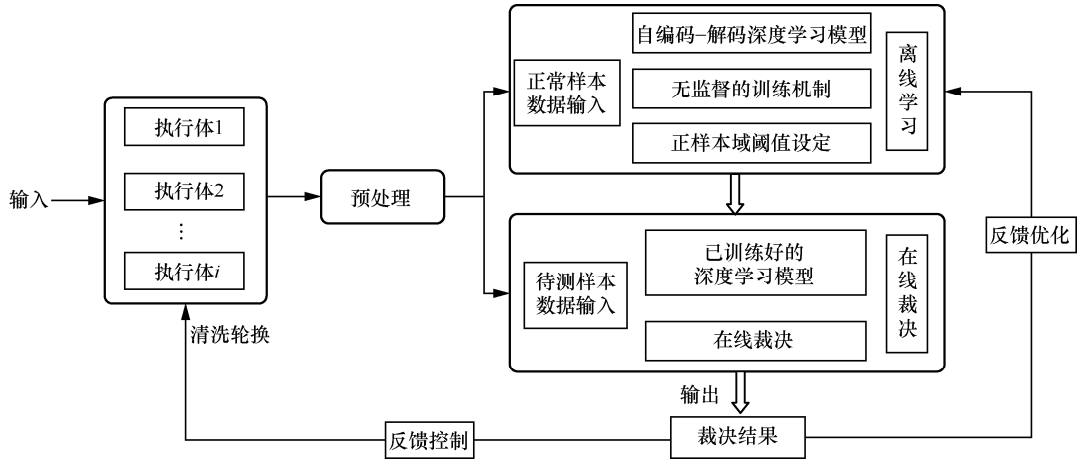 输入
执行体1
执行体2
⋮
执行体i
清洗轮换
预处理
正常样本
数据输入
自编码–解码深度学习模型
无监督的训练机制
正样本域阈值设定
离线学习
待测样本
数据输入
已训练好的
深度学习模型
在线裁决
在线裁决
反馈优化
输出
裁决结果
反馈控制